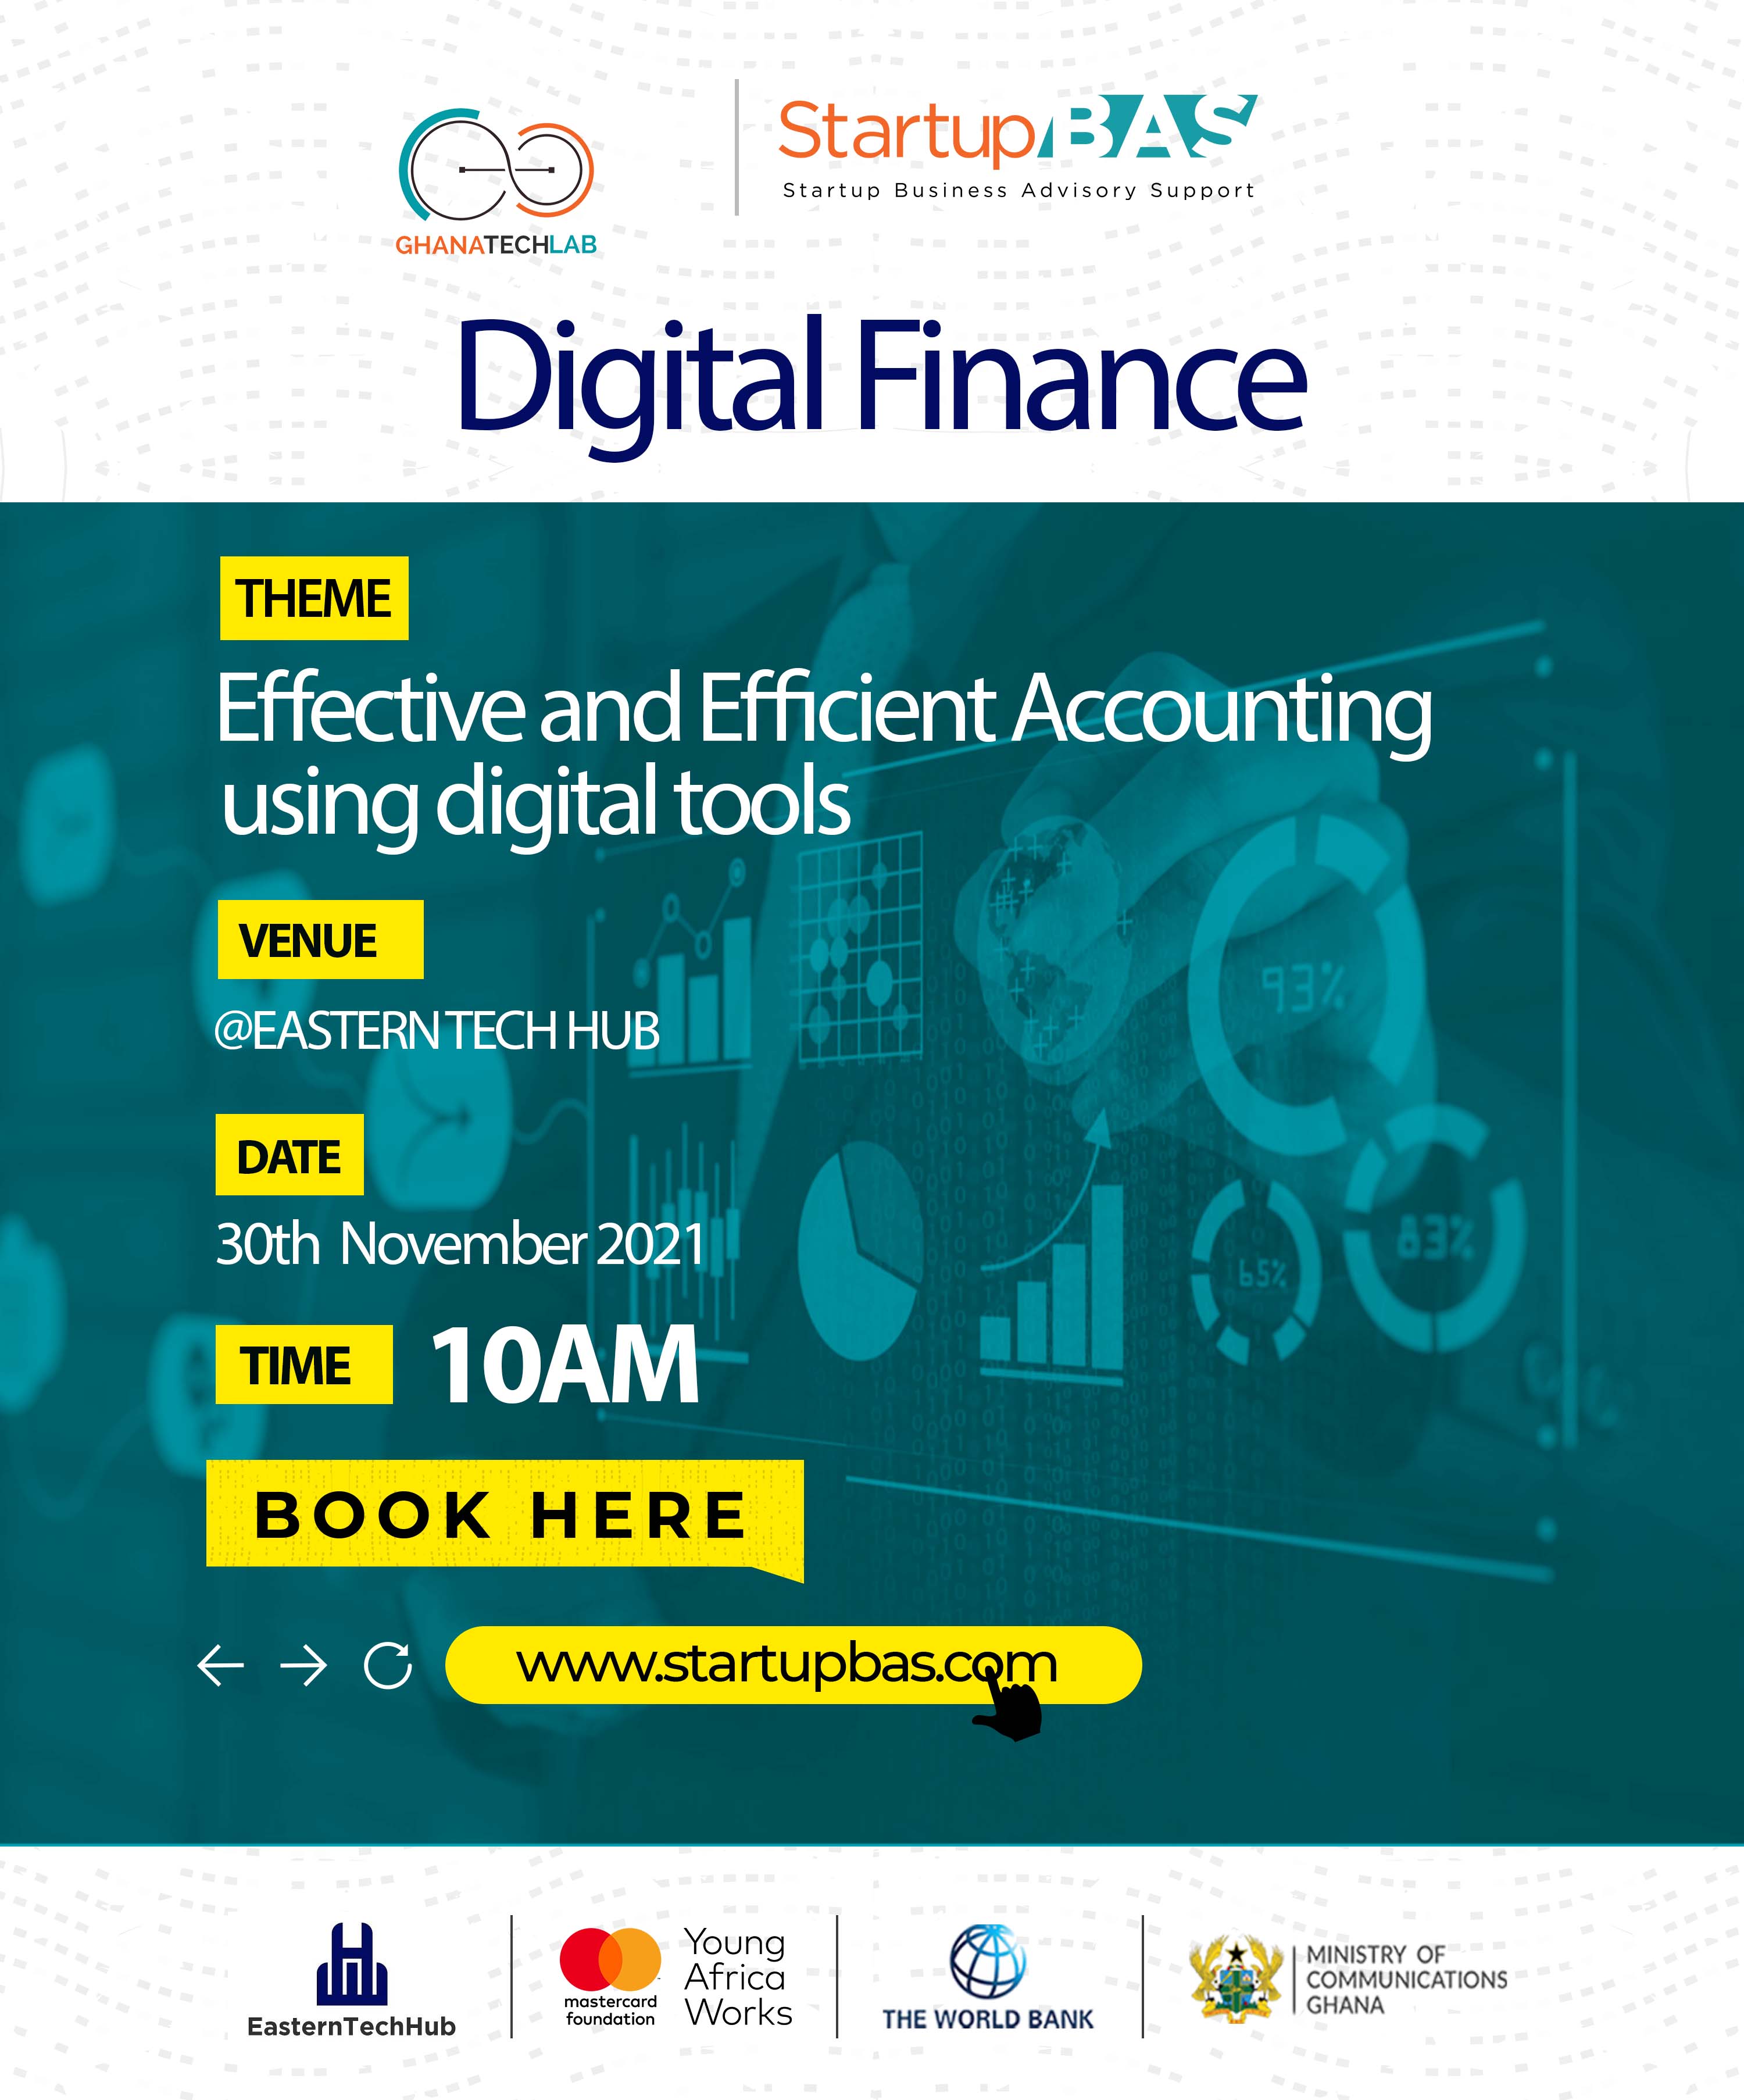 GHANATECHLAB
StartupBAS
Startup Business Advisory Support
Digital Finance
THEME
Effective and Efficient Accounting
using digital tools
VENUE
@EASTERN TECH HUB
DATE
30th November 2021
TIME 10AM
BOOK HERE
www.startupbas.com
93%
65%
83%
EasternTechHub
mastercard
foundation
Young
Africa
Works
THE WORLD BANK
MINISTRY OF
COMMUNICATIONS
GHANA